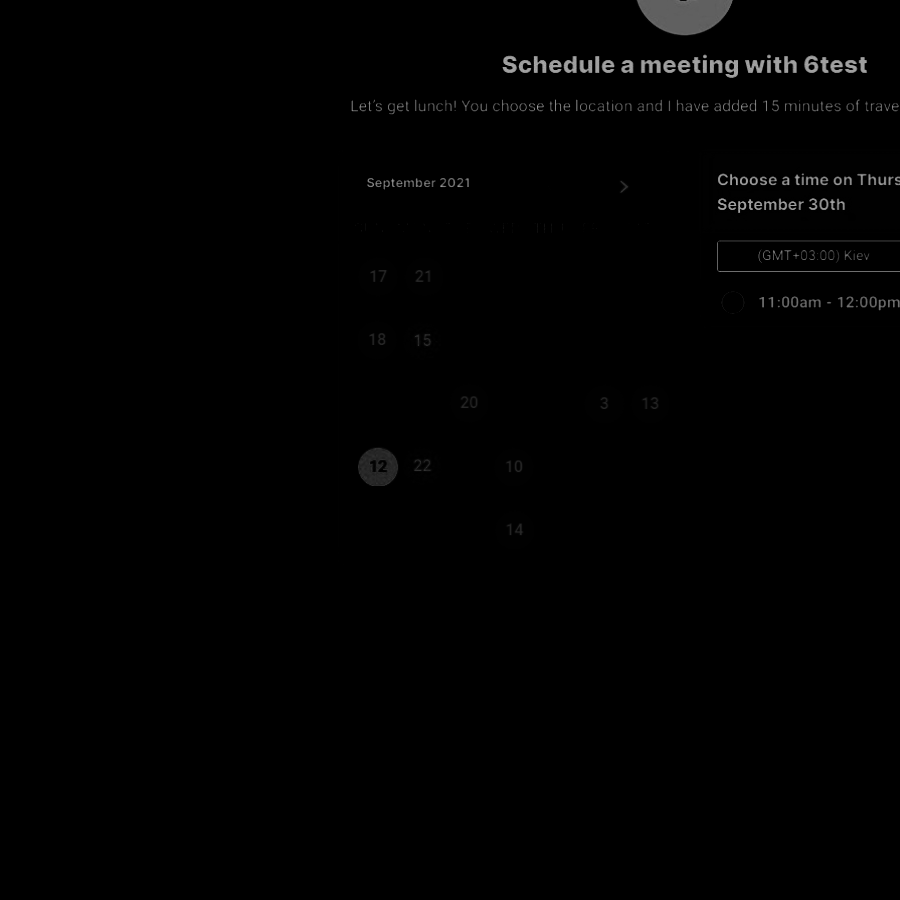 Schedule a meeting with 6test
Let's get lunch! You choose the location and I have added 15 minutes of trave
September 2021
Choose a time on Thurs
September 30th
(GMT+03:00) Kiev
11:00am - 12:00pm
17 21
18 15
20 3 13
12 22 10
14